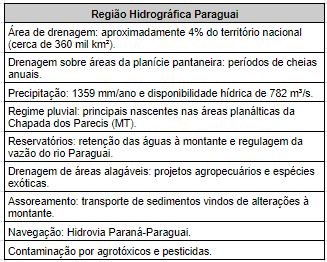 Região Hidrográfica Paraguai
Área de drenagem: aproximadamente 4% do território nacional
(cerca de 360 mil km²).
Drenagem sobre áreas da planície pantaneira: períodos de cheias
anuais.
Precipitação: 1359 mm/ano e disponibilidade hídrica de 782 m³/s.
Regime pluvial: principais nascentes nas áreas planálticas da
Chapada dos Parecis (MT).
Reservatórios: retenção das águas à montante e regulagem da
vazão do rio Paraguai.
Drenagem de áreas alagáveis: projetos agropecuários e espécies
exóticas.
Assoreamento: transporte de sedimentos vindos de alterações à
montante.
Navegação: Hidrovia Paraná-Paraguai.
Contaminação por agrotóxicos e pesticidas.